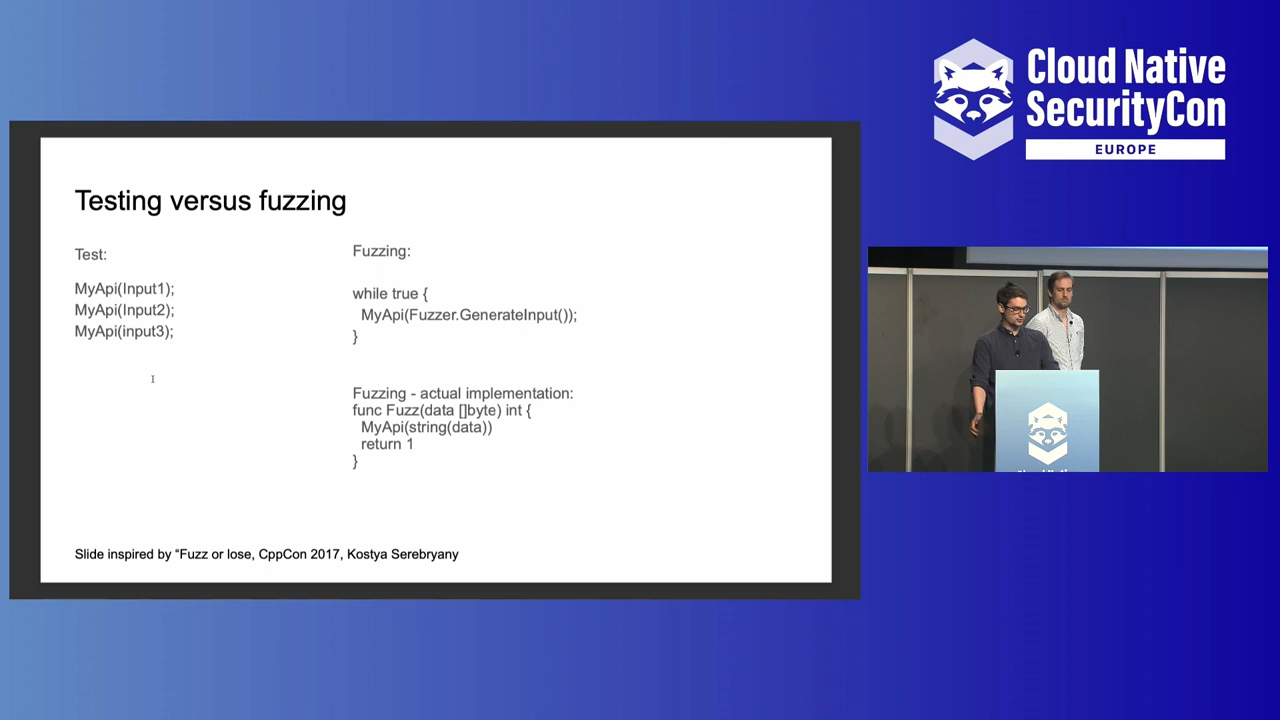 Cloud Native
SecurityCon
EUROPE
Testing versus fuzzing
Test:
MyApi(Input1);
MyApi(Input2);
MyApi(input3);
Fuzzing:
while true {
MyApi(Fuzzer.GenerateInput());
}
Fuzzing - actual implementation:
func Fuzz(data []byte) int {
MyApi(string(data))
return 1
}
Slide inspired by “Fuzz or lose, CppCon 2017, Kostya Serebryany